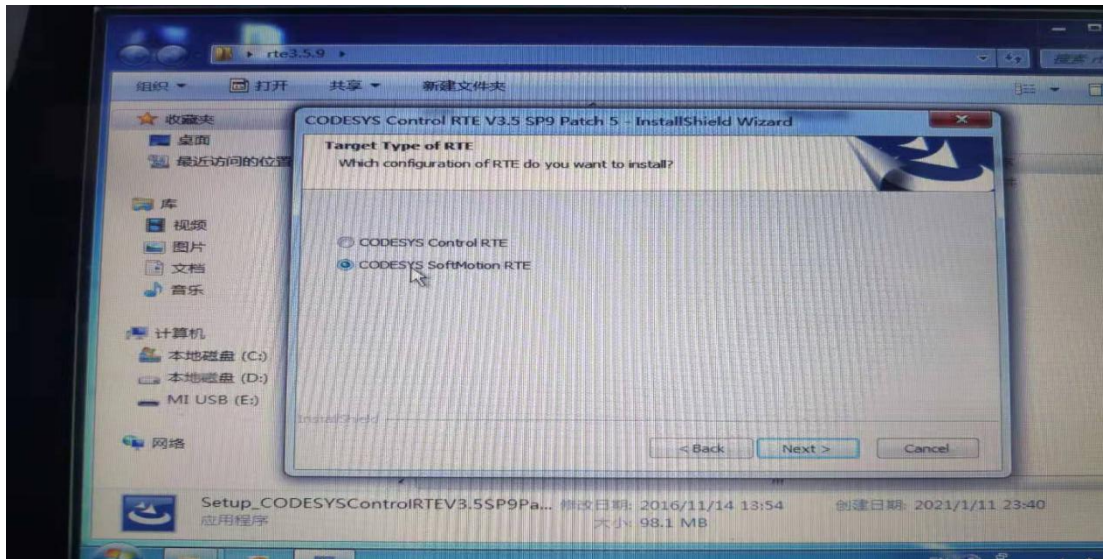 rte3.5.9
组织
打开
共享
新建文件夹
收藏夹
桌面
最近访问的位置
库
视频
图片
文档
音乐
计算机
本地磁盘 (C:)
本地磁盘 (D:)
MI USB (E:)
网络
CODESYS Control RTE V3.5 SP9 Patch 5 - InstallShield Wizard
Target Type of RTE
Which configuration of RTE do you want to install?
CODESYS Control RTE
CODESYS SoftMotion RTE
InstallShield
< Back
Next >
Cancel
Setup_CODESYSControlRTEV3.5SP9Pa... 修改日期: 2016/11/14 13:54 创建日期: 2021/1/11 23:40
应用程序 大小: 98.1 MB